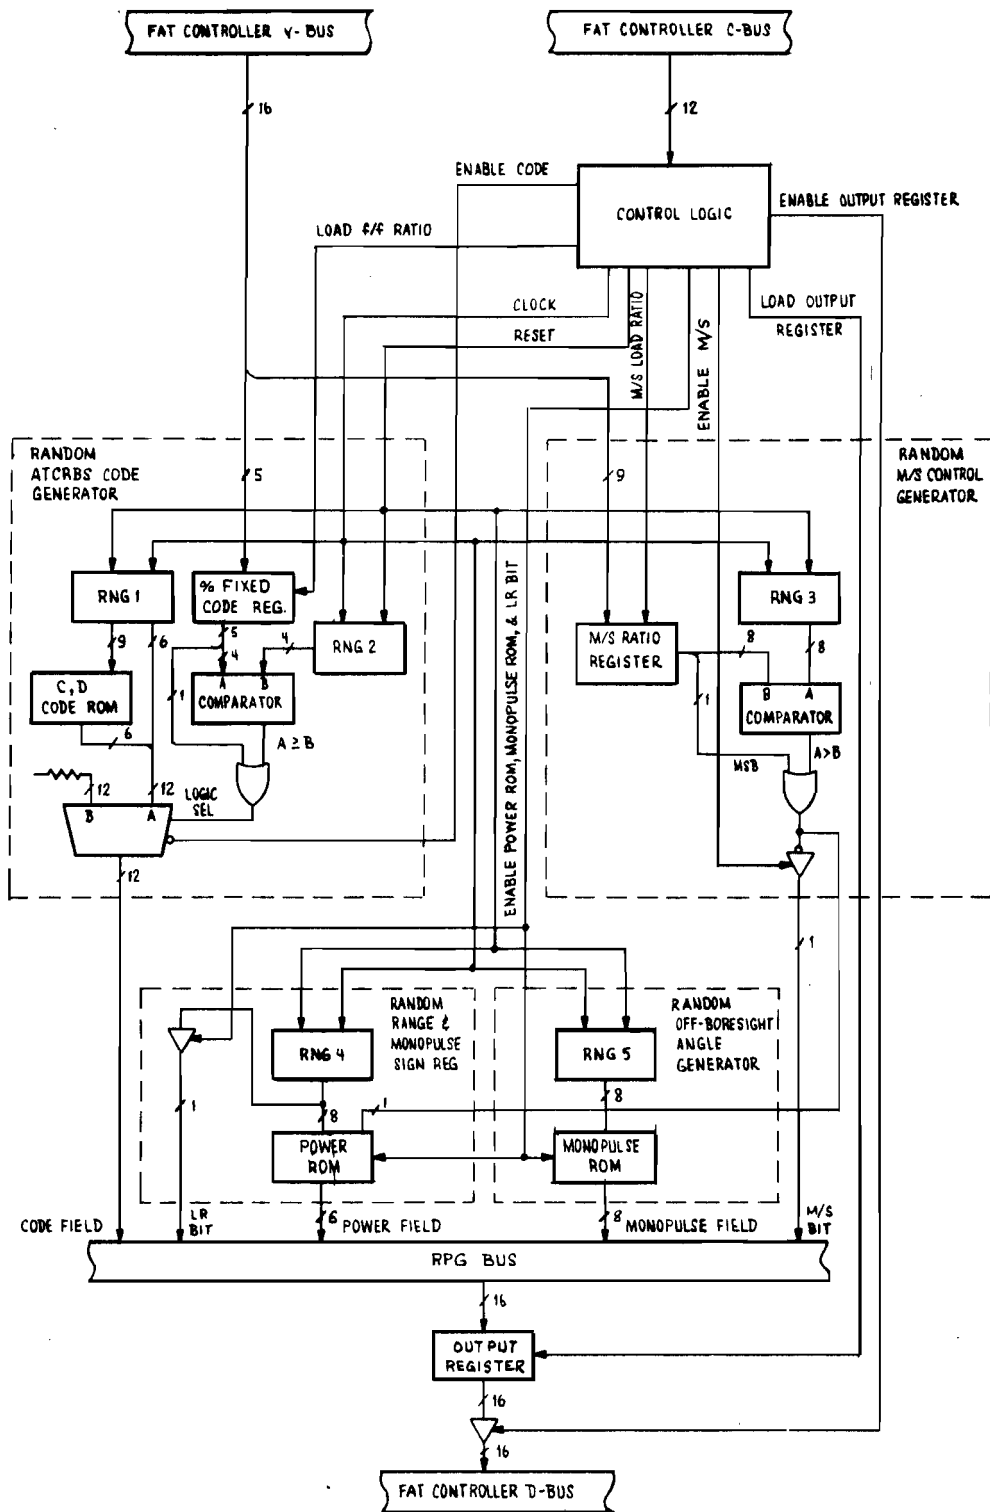 FAT CONTROLLER Y-BUS
FAT CONTROLLER C-BUS
16
12
ENABLE CODE
CONTROL LOGIC
ENABLE OUTPUT REGISTER
LOAD f/f RATIO
CLOCK
RESET
M/S LOAD RATIO
ENABLE M/S
LOAD OUTPUT
REGISTER
RANDOM
ATCRBS CODE
GENERATOR
5
9
RANDOM
M/S CONTROL
GENERATOR
RNG 1
% FIXED
CODE REG.
RNG 2
ENABLE POWER ROM, MONOPULSE ROM, & LR BIT
M/S RATIO
REGISTER
RNG 3
9
6
5
4
4
1
8
8
1
C,D
CODE ROM
A B
COMPARATOR
B A
COMPARATOR
6
A ≥ B
A>B
MSB
12
12
LOGIC
SEL
B A
12
1
RANDOM
RANGE &
MONOPULSE
SIGN REG
RANDOM
OFF-BORESIGHT
ANGLE
GENERATOR
RNG 4
RNG 5
1
8
1
8
POWER
ROM
MONOPULSE
ROM
CODE FIELD
LR
BIT
6
POWER FIELD
8
MONOPULSE FIELD
M/S
BIT
RPG BUS
16
OUTPUT
REGISTER
16
16
FAT CONTROLLER D-BUS